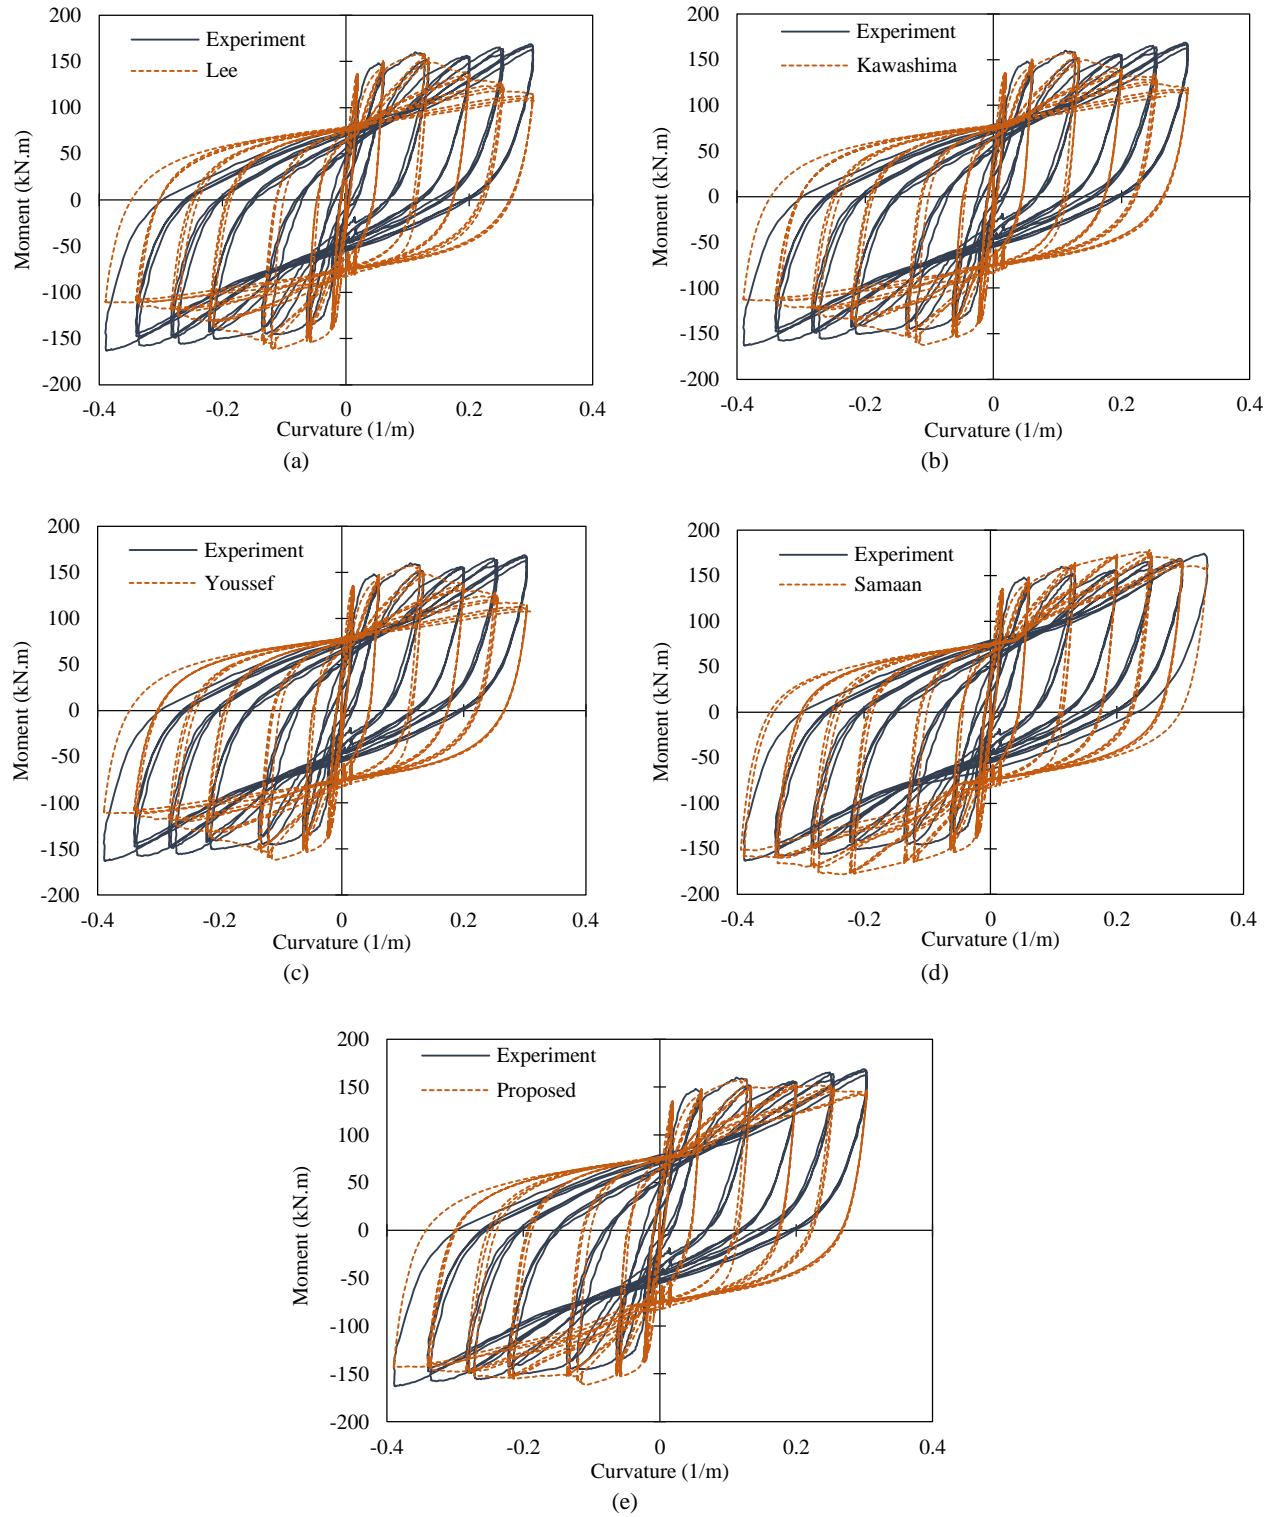 200
150
100
50
0
-50
-100
-150
-200
-0.4
-0.2
0
0.2
0.4
Moment (kN.m)
Curvature (1/m)
Experiment
Lee
(a)
200
150
100
50
0
-50
-100
-150
-200
-0.4
-0.2
0
0.2
0.4
Moment (kN.m)
Curvature (1/m)
Experiment
Kawashima
(b)
200
150
100
50
0
-50
-100
-150
-200
-0.4
-0.2
0
0.2
0.4
Moment (kN.m)
Curvature (1/m)
Experiment
Youssef
(c)
200
150
100
50
0
-50
-100
-150
-200
-0.4
-0.2
0
0.2
0.4
Moment (kN.m)
Curvature (1/m)
Experiment
Samaan
(d)
200
150
100
50
0
-50
-100
-150
-200
-0.4
-0.2
0
0.2
0.4
Moment (kN.m)
Curvature (1/m)
Experiment
Proposed
(e)